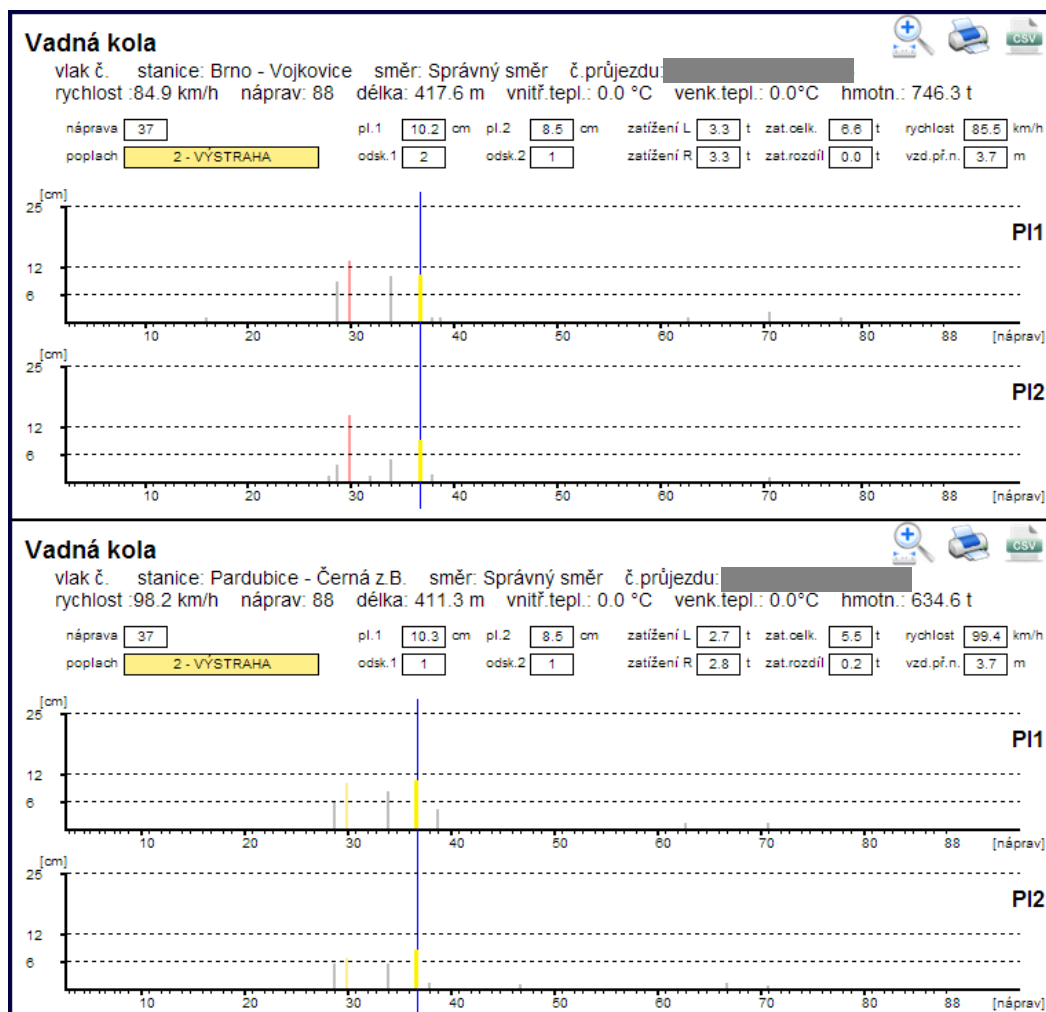 Vadná kola
CSV
vlak č. stanice: Brno - Vojkovice směr: Správný směr č.průjezdu:
rychlost :84.9 km/h náprav: 88 délka: 417.6 m vnitř.tepl.: 0.0 °C venk.tepl.: 0.0°C hmotn.: 746.3 t
náprava 37 pl.1 10.2 cm pl.2 8.5 cm zatížení L 3.3 t zat.celk. 6.6 t rychlost 85.5 km/h
poplach 2 - VÝSTRAHA odsk.1 2 odsk.2 1 zatížení R 3.3 t zat.rozdíl 0.0 t vzd.př.n. 3.7 m
[cm]
25
Pl1
12
6
10 20 30 40 50 60 70 80 88 [náprav]
[cm]
25
Pl2
12
6
10 20 30 40 50 60 70 80 88 [náprav]
Vadná kola
CSV
vlak č. stanice: Pardubice - Černá z.B. směr: Správný směr č.průjezdu:
rychlost :98.2 km/h náprav: 88 délka: 411.3 m vnitř.tepl.: 0.0 °C venk.tepl.: 0.0°C hmotn.: 634.6 t
náprava 37 pl.1 10.3 cm pl.2 8.5 cm zatížení L 2.7 t zat.celk. 5.5 t rychlost 99.4 km/h
poplach 2 - VÝSTRAHA odsk.1 1 odsk.2 1 zatížení R 2.8 t zat.rozdíl 0.2 t vzd.př.n. 3.7 m
[cm]
25
Pl1
12
6
10 20 30 40 50 60 70 80 88 [náprav]
[cm]
25
Pl2
12
6
10 20 30 40 50 60 70 80 88 [náprav]